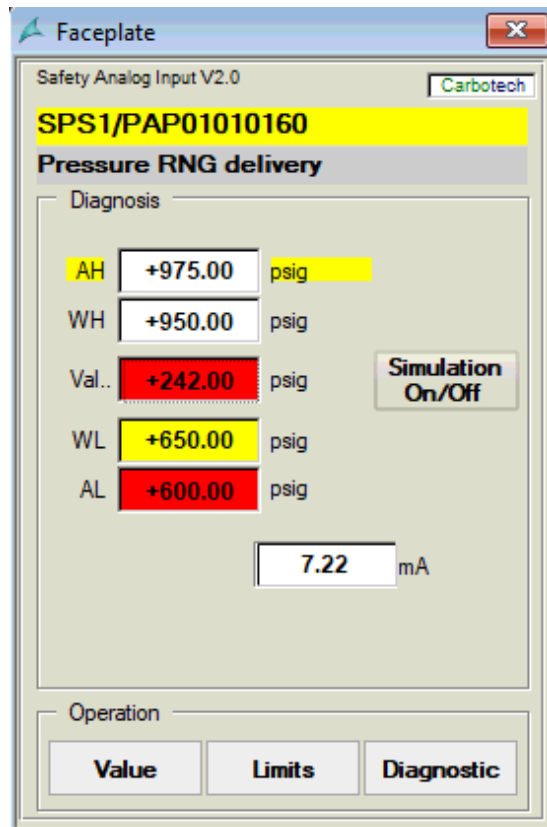 Faceplate
Safety Analog Input V2.0
Carbotech
SPS1/PAP01010160
Pressure RNG delivery
Diagnosis
AH +975.00 psig
WH +950.00 psig
Val.. +242.00 psig
Simulation
On/Off
WL +650.00 psig
AL +600.00 psig
7.22 mA
Operation
Value Limits Diagnostic